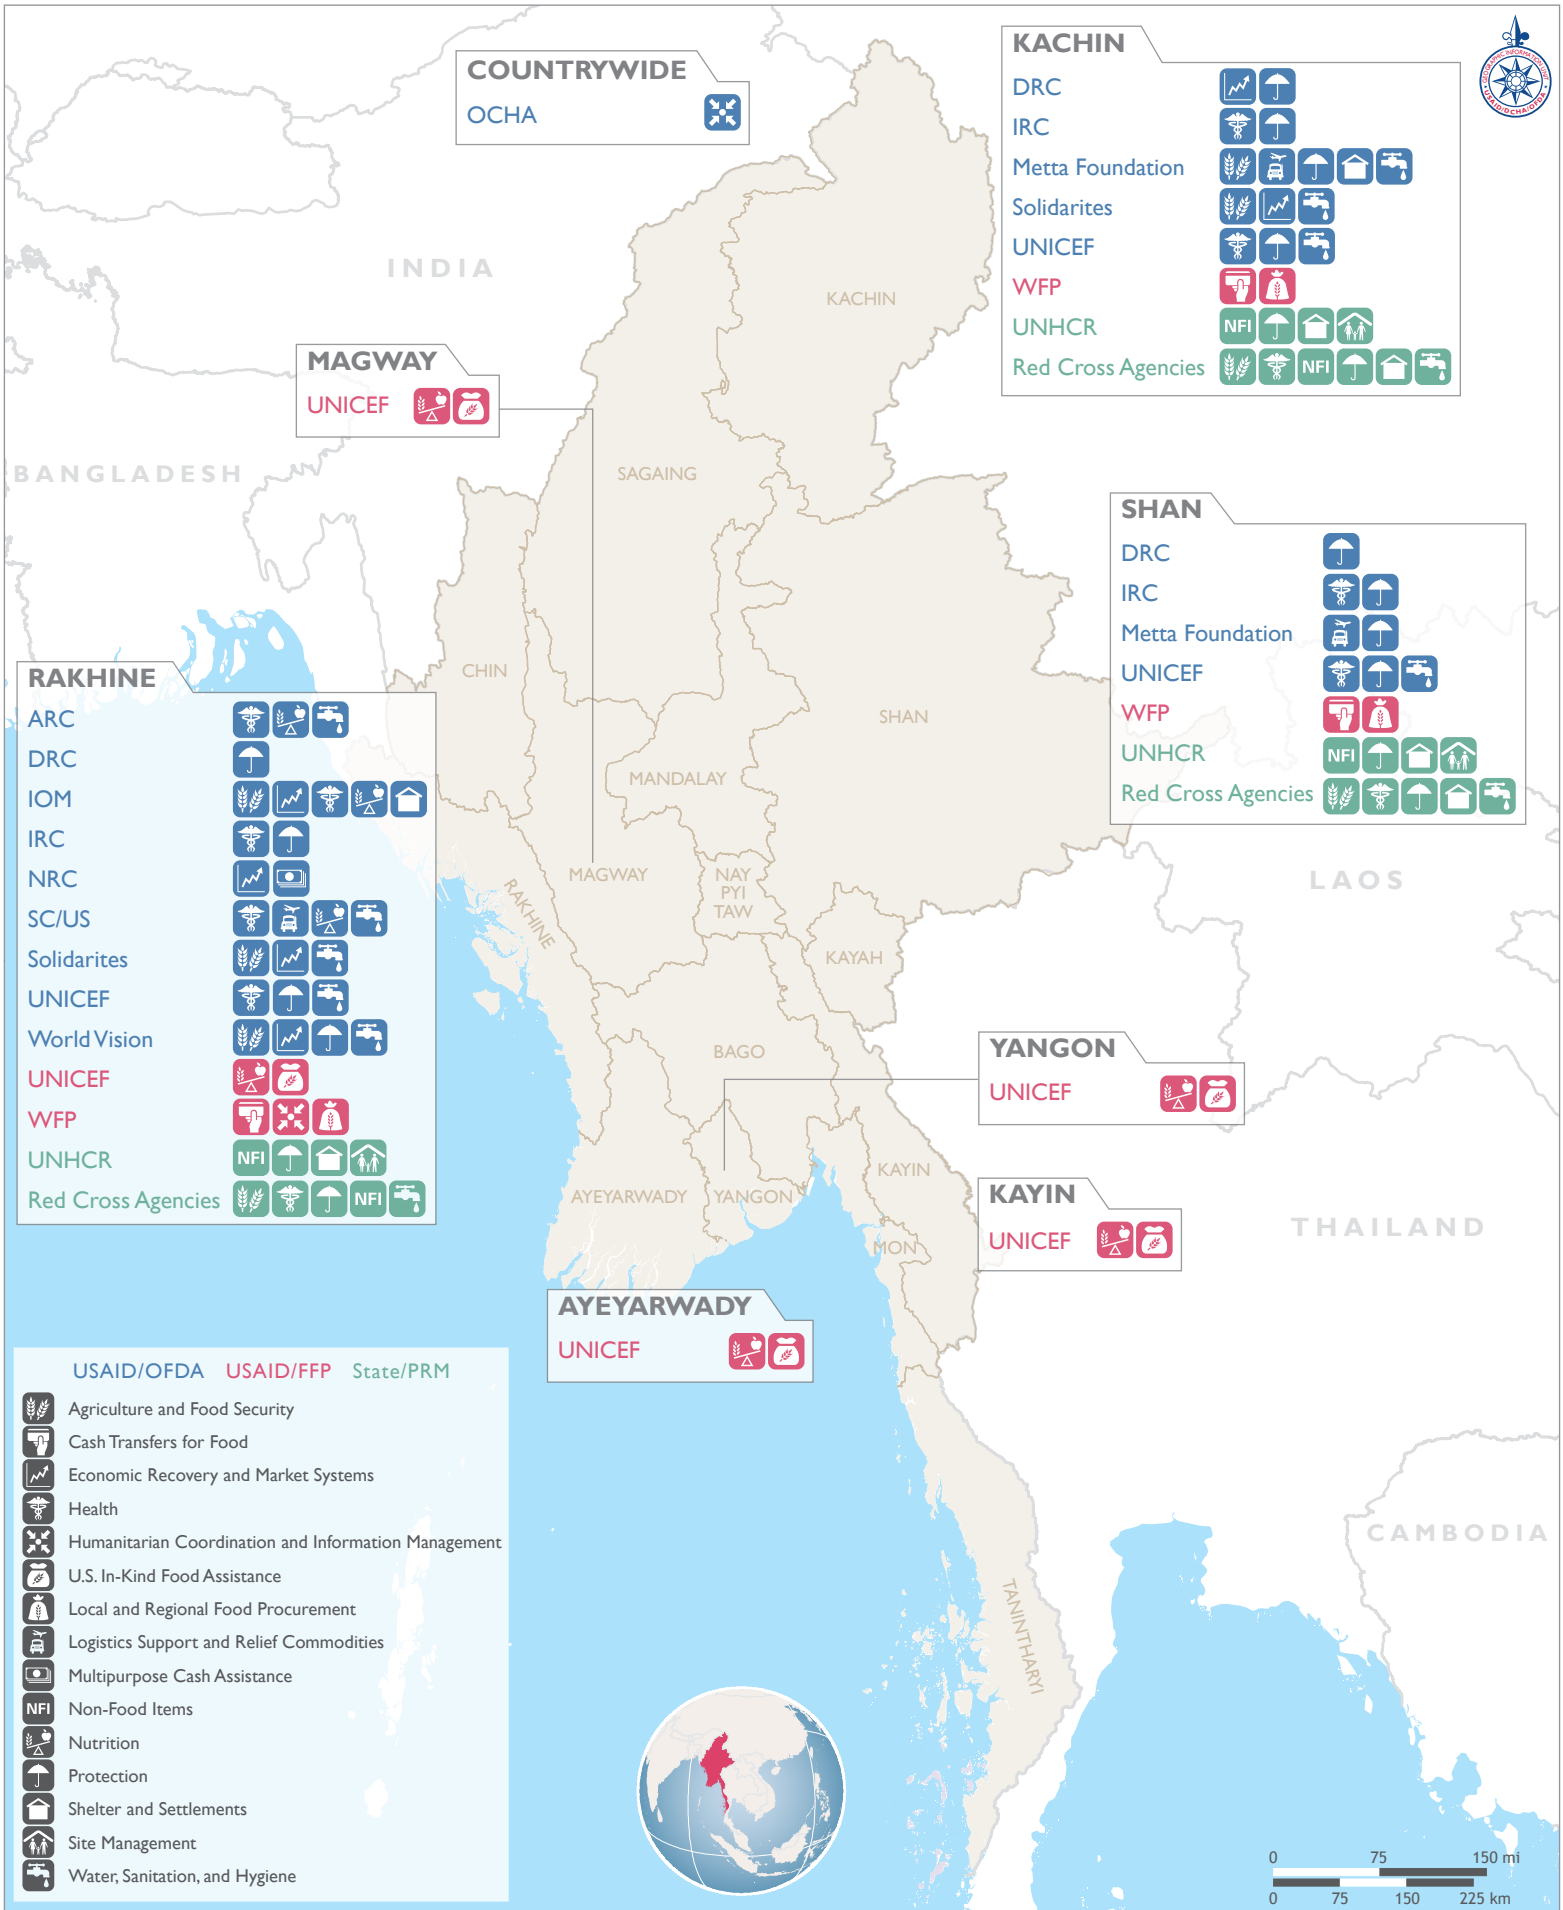 COUNTRYWIDE
OCHA
KACHIN
DRC
IRC
Metta Foundation
Solidarites
UNICEF
WFP
UNHCR
NFI
Red Cross Agencies
NFI
GEOGRAPHIC INFORMATION UNIT
USAID/DCHA/OFDA
INDIA
KACHIN
MAGWAY
UNICEF
BANGLADESH
SAGAING
SHAN
DRC
IRC
Metta Foundation
UNICEF
WFP
UNHCR
NFI
Red Cross Agencies
RAKHINE
ARC
DRC
IOM
IRC
NRC
SC/US
Solidarites
UNICEF
World Vision
UNICEF
WFP
UNHCR
NFI
Red Cross Agencies
NFI
CHIN
SHAN
MANDALAY
MAGWAY
NAY
PYI
TAW
RAKHINE
KAYAH
LAOS
BAGO
YANGON
UNICEF
KAYIN
AYEYARWADY
YANGON
KAYIN
UNICEF
MON
THAILAND
AYEYARWADY
UNICEF
USAID/OFDA USAID/FFP State/PRM
Agriculture and Food Security
Cash Transfers for Food
Economic Recovery and Market Systems
Health
Humanitarian Coordination and Information Management
U.S. In-Kind Food Assistance
Local and Regional Food Procurement
Logistics Support and Relief Commodities
Multipurpose Cash Assistance
NFI Non-Food Items
Nutrition
Protection
Shelter and Settlements
Site Management
Water, Sanitation, and Hygiene
CAMBODIA
TANINTHARYI
0 75 150 mi
0 75 150 225 km